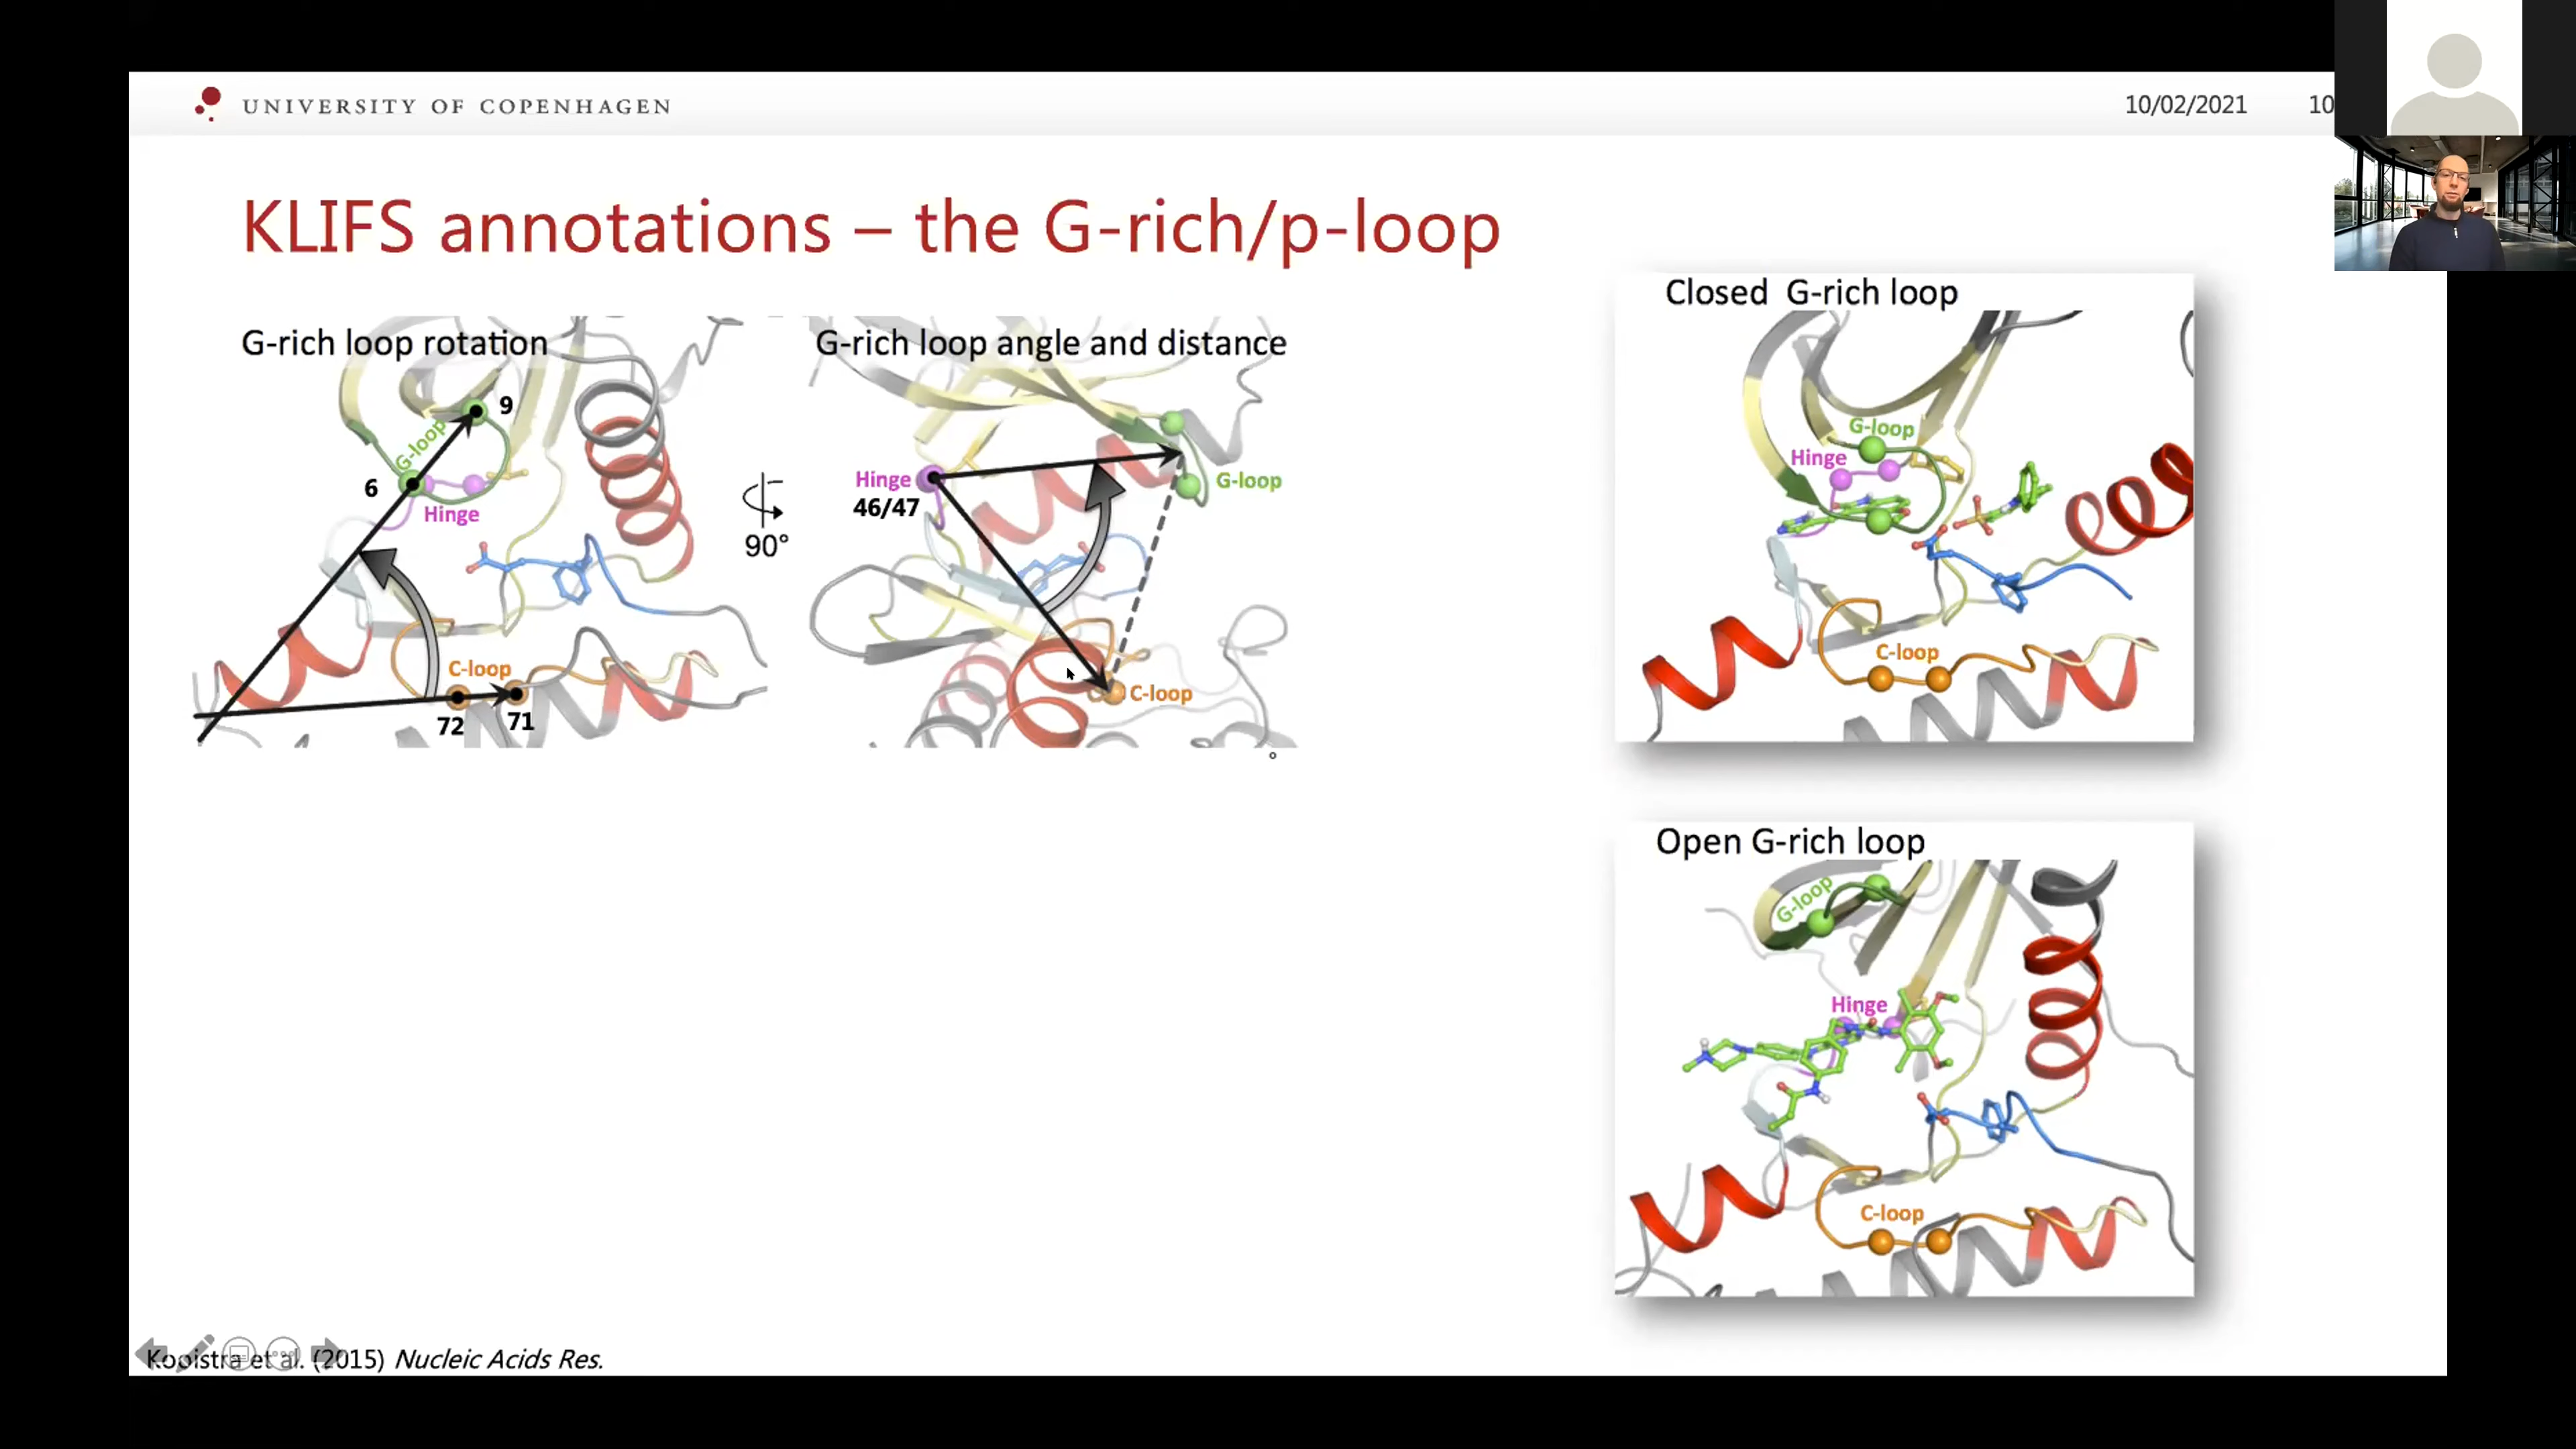 UNIVERSITY OF COPENHAGEN
10/02/2021 10
KLIFS annotations – the G-rich/p-loop
G-rich loop rotation
9
G-loop
6
Hinge
C-loop
72 71
90°
G-rich loop angle and distance
Hinge
46/47
G-loop
C-loop
Closed G-rich loop
G-loop
Hinge
C-loop
Open G-rich loop
G-loop
Hinge
C-loop
Kooistra et al. (2015) Nucleic Acids Res.